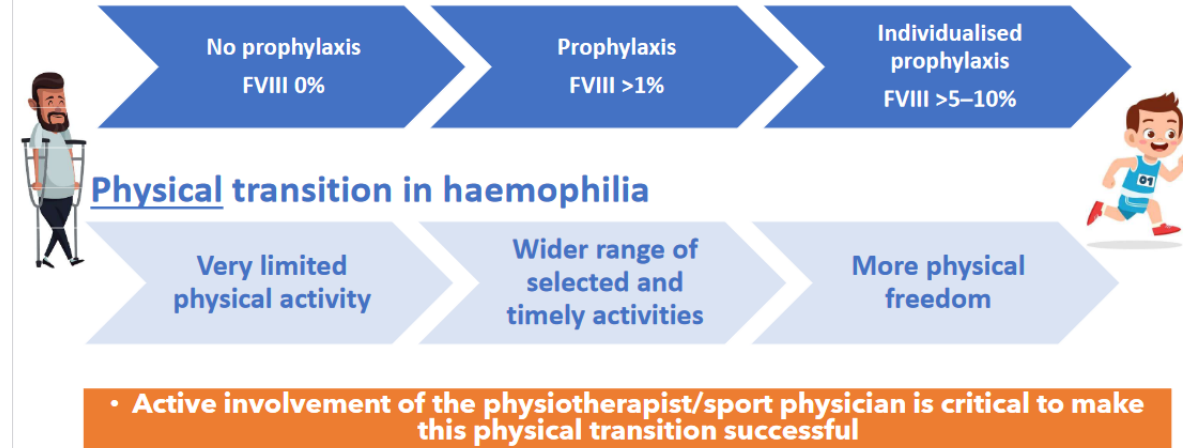 No prophylaxis
FVIII 0%
Prophylaxis
FVIII >1%
Individualised
prophylaxis
FVIII >5–10%
01
Physical transition in haemophilia
Very limited
physical activity
Wider range of
selected and
timely activities
More physical
freedom
• Active involvement of the physiotherapist/sport physician is critical to make
this physical transition successful